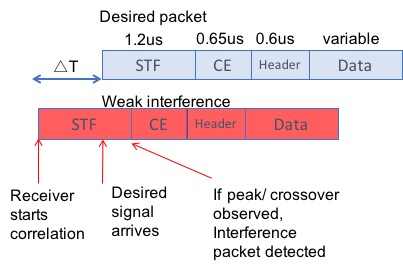 Desired packet
1.2us 0.65us 0.6us variable
△T STF CE Header Data
Weak interference
STF CE Header Data
Receiver
starts
correlation
Desired
signal
arrives
If peak/ crossover
observed,
Interference
packet detected